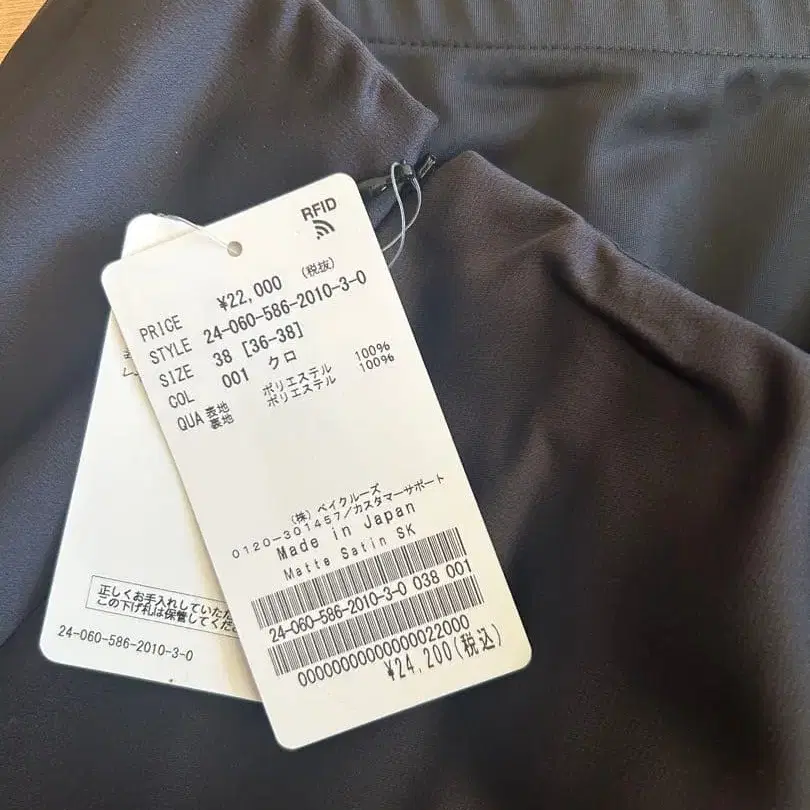 RFID
PRICE ¥22,000 (税抜)
STYLE 24-060-586-2010-3-0
SIZE 38 [36-38]
COL 001 クロ
QUA 表地 ポリエステル 100%
裏地 ポリエステル 100%
(株) ベイクルーズ
0120-301457/カスタマーサポート
Made in Japan
Matte Satin SK
24-060-586-2010-3-0 038 001
00000000000000022000
¥24,200(税込)
正しくお手入れしていただ
この下げ札は保管してくだ
24-060-586-2010-3-0